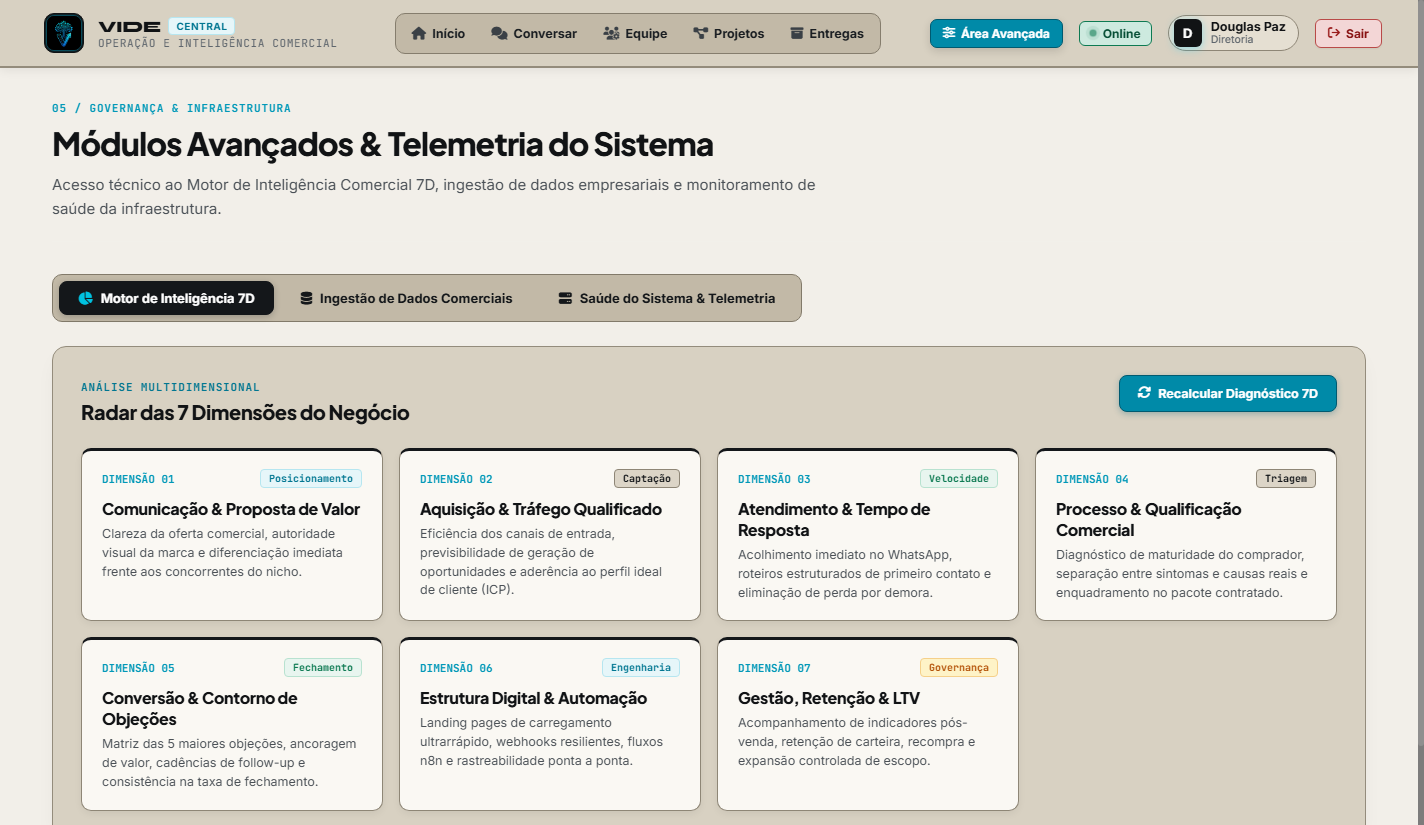 VIDE CENTRAL
OPERAÇÃO E INTELIGÊNCIA COMERCIAL
Início
Conversar
Equipe
Projetos
Entregas
Área Avançada
Online
D
Douglas Paz
Diretoria
Sair
05 / GOVERNANÇA & INFRAESTRUTURA
Módulos Avançados & Telemetria do Sistema
Acesso técnico ao Motor de Inteligência Comercial 7D, ingestão de dados empresariais e monitoramento de
saúde da infraestrutura.
Motor de Inteligência 7D
Ingestão de Dados Comerciais
Saúde do Sistema & Telemetria
ANÁLISE MULTIDIMENSIONAL
Radar das 7 Dimensões do Negócio
Recalcular Diagnóstico 7D
DIMENSÃO 01
Posicionamento
Comunicação & Proposta de Valor
Clareza da oferta comercial, autoridade
visual da marca e diferenciação imediata
frente aos concorrentes do nicho.
DIMENSÃO 02
Captação
Aquisição & Tráfego Qualificado
Eficiência dos canais de entrada,
previsibilidade de geração de
oportunidades e aderência ao perfil ideal
de cliente (ICP).
DIMENSÃO 03
Velocidade
Atendimento & Tempo de
Resposta
Acolhimento imediato no WhatsApp,
roteiros estruturados de primeiro contato e
eliminação de perda por demora.
DIMENSÃO 04
Triagem
Processo & Qualificação
Comercial
Diagnóstico de maturidade do comprador,
separação entre sintomas e causas reais e
enquadramento no pacote contratado.
DIMENSÃO 05
Fechamento
Conversão & Contorno de
Objeções
Matriz das 5 maiores objeções, ancoragem
de valor, cadências de follow-up e
consistência na taxa de fechamento.
DIMENSÃO 06
Engenharia
Estrutura Digital & Automação
Landing pages de carregamento
ultrarrápido, webhooks resilientes, fluxos
n8n e rastreabilidade ponta a ponta.
DIMENSÃO 07
Governança
Gestão, Retenção & LTV
Acompanhamento de indicadores pós-
venda, retenção de carteira, recompra e
expansão controlada de escopo.